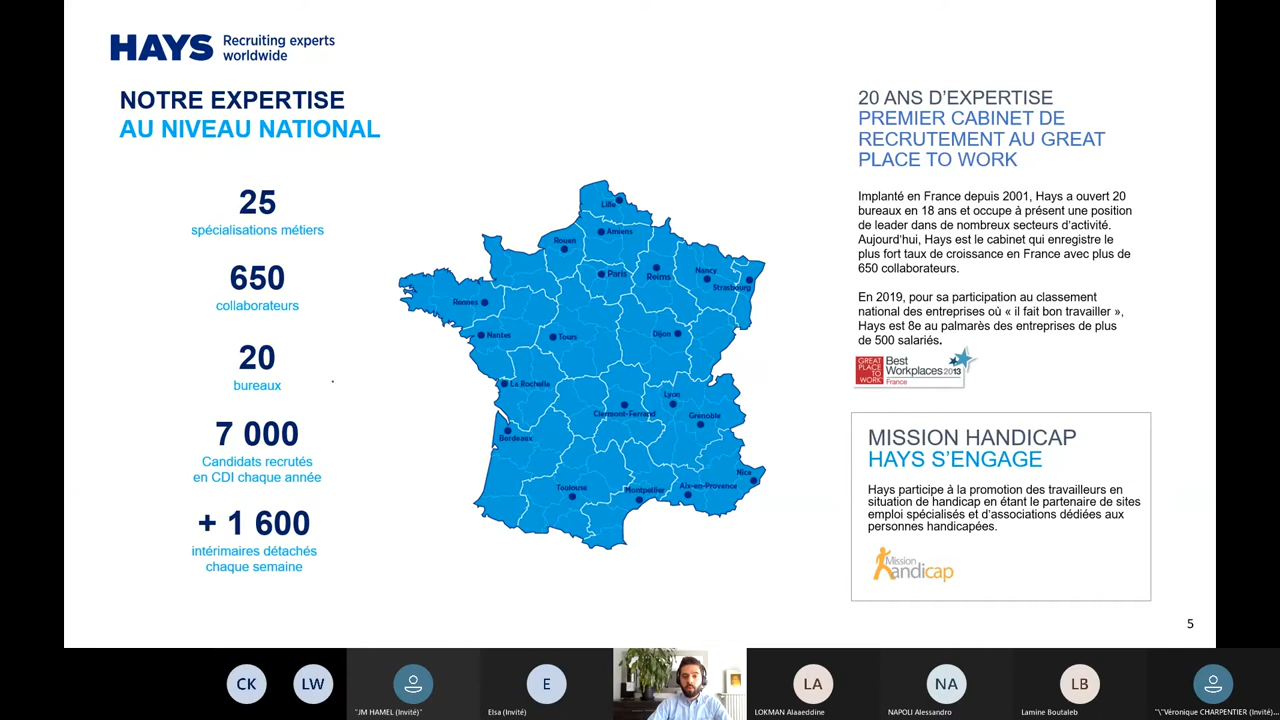 HAYS Recruiting experts
worldwide
NOTRE EXPERTISE
AU NIVEAU NATIONAL
25
spécialisations métiers
650
collaborateurs
20
bureaux
7 000
Candidats recrutés
en CDI chaque année
+ 1 600
intérimaires détachés
chaque semaine
Lille
Amiens
Rouen
Paris
Reims
Nancy
Strasbourg
Rennes
Nantes
Tours
Dijon
La Rochelle
Lyon
Clermont-Ferrand
Grenoble
Bordeaux
Nice
Toulouse
Montpellier
Aix-en-Provence
20 ANS D’EXPERTISE
PREMIER CABINET DE
RECRUTEMENT AU GREAT
PLACE TO WORK
Implanté en France depuis 2001, Hays a ouvert 20
bureaux en 18 ans et occupe à présent une position
de leader dans de nombreux secteurs d’activité.
Aujourd’hui, Hays est le cabinet qui enregistre le
plus fort taux de croissance en France avec plus de
650 collaborateurs.
En 2019, pour sa participation au classement
national des entreprises où « il fait bon travailler »,
Hays est 8e au palmarès des entreprises de plus
de 500 salariés.
GREAT
PLACE
TO
WORK
Best
Workplaces 2013
France
MISSION HANDICAP
HAYS S’ENGAGE
Hays participe à la promotion des travailleurs en
situation de handicap en étant le partenaire de sites
emploi spécialisés et d’associations dédiées aux
personnes handicapées.
Mission
handicap
5
CK
LW
"JM HAMEL (Invité)"
E
Elsa (Invité)
LA
LOKMAN Alaaeddine
NA
NAPOLI Alessandro
LB
Lamine Boutaleb
"\"Véronique CHARPENTIER (Invité)...